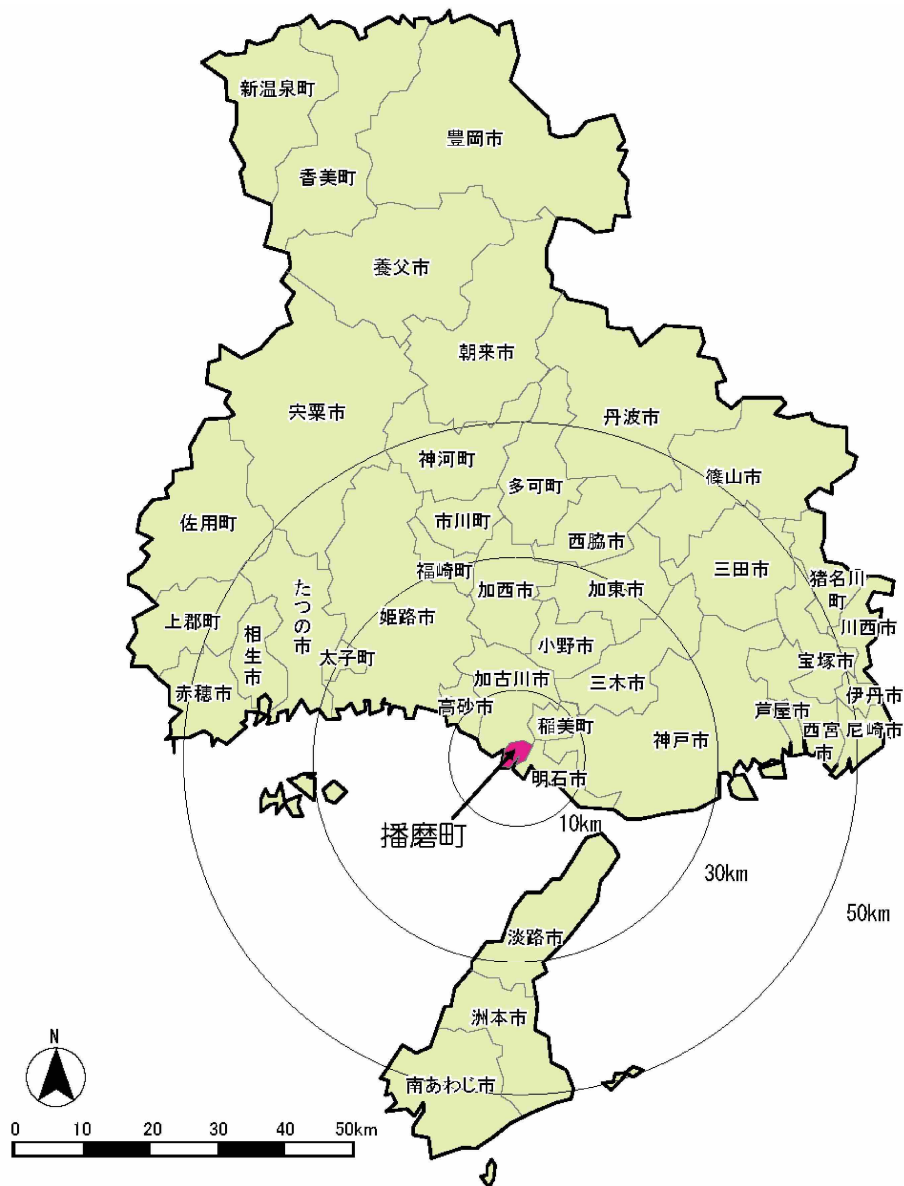 新温泉町
豊岡市
香美町
養父市
朝来市
宍粟市
丹波市
神河町
篠山市
多可町
佐用町
市川町
西脇市
福崎町
三田市
猪名川
町
加西市
加東市
たつの市
姫路市
上郡町
川西市
相生市
小野市
太子町
宝塚市
加古川市
三木市
赤穂市
伊丹市
高砂市
芦屋市
稲美町
西宮
市
尼崎市
神戸市
明石市
播磨町
10km
30km
50km
淡路市
洲本市
南あわじ市
N
0 10 20 30 40 50km